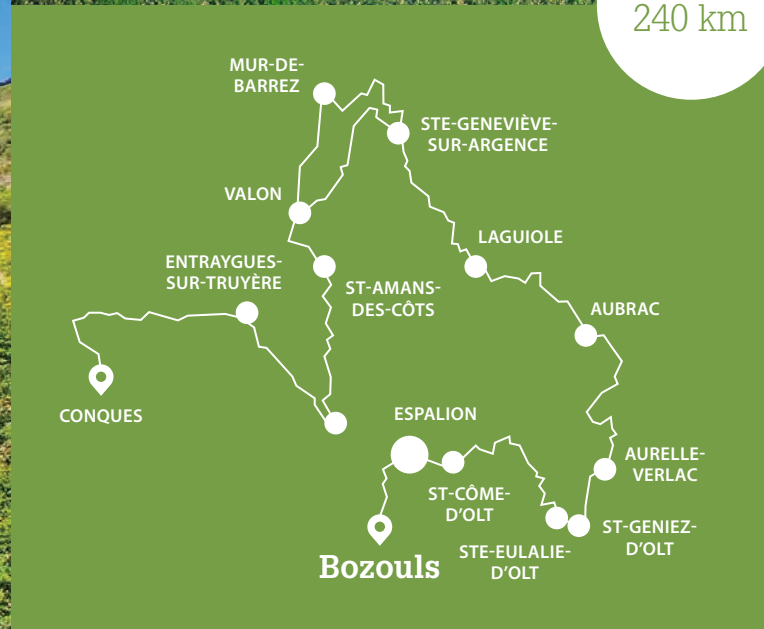 240 km
MUR-DE-
BARREZ
STE-GENEVIÈVE-
SUR-ARGENCE
VALON
LAGUIOLE
ENTRAYGUES-
SUR-TRUYÈRE
ST-AMANS-
DES-CÔTS
AUBRAC
CONQUES
ESPALION
AURELLE-
VERLAC
ST-CÔME-
D'OLT
ST-GENIEZ-
D'OLT
STE-EULALIE-
D'OLT
Bozouls